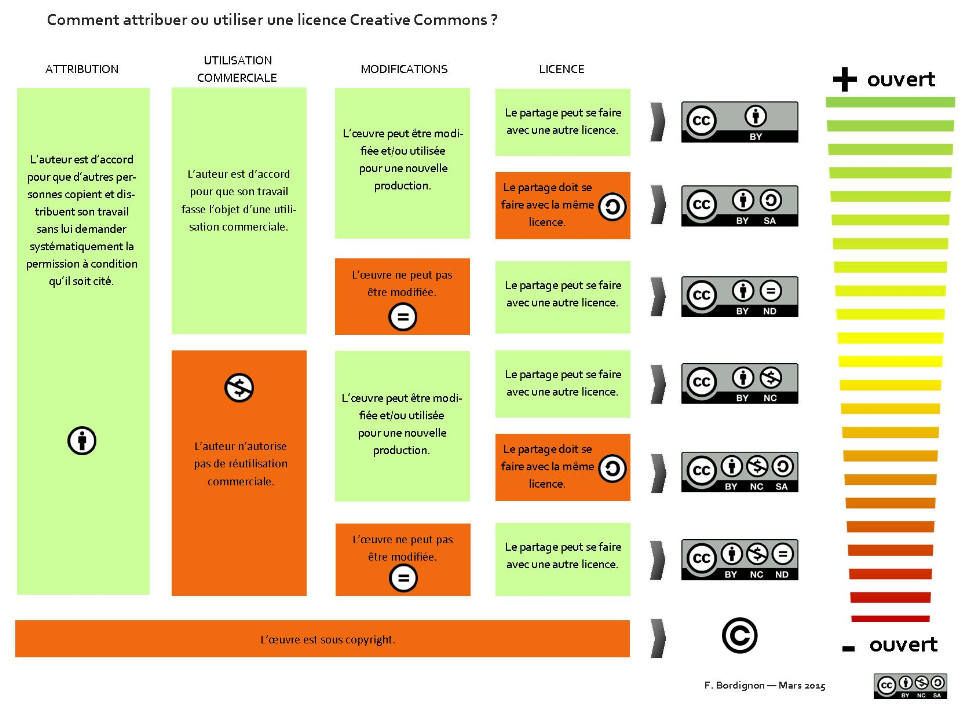 Comment attribuer ou utiliser une licence Creative Commons ?
ATTRIBUTION
UTILISATION
COMMERCIALE
MODIFICATIONS
LICENCE
+ ouvert
L'auteur est d'accord
pour que d'autres per-
sonnes copient et dis-
tribuent son travail
sans lui demander
systématiquement la
permission à condition
qu'il soit cité.
L'auteur est d'accord
pour que son travail
fasse l'objet d'une utili-
sation commerciale.
L'œuvre peut être modi-
fiée et/ou utilisée
pour une nouvelle
production.
Le partage peut se faire
avec une autre licence.
cc
BY
Le partage doit se
faire avec la même
licence.
cc
BY SA
L'œuvre ne peut pas
être modifiée.
=
Le partage peut se faire
avec une autre licence.
cc =
BY ND
$
L'auteur n'autorise
pas de réutilisation
commerciale.
L'œuvre peut être modi-
fiée et/ou utilisée
pour une nouvelle
production.
Le partage peut se faire
avec une autre licence.
cc $
BY NC
Le partage doit se
faire avec la même
licence.
cc $
BY NC SA
L'œuvre ne peut pas
être modifiée.
=
Le partage peut se faire
avec une autre licence.
cc $ =
BY NC ND
L'œuvre est sous copyright.
©
- ouvert
F. Bordignon — Mars 2015
cc $
BY NC SA